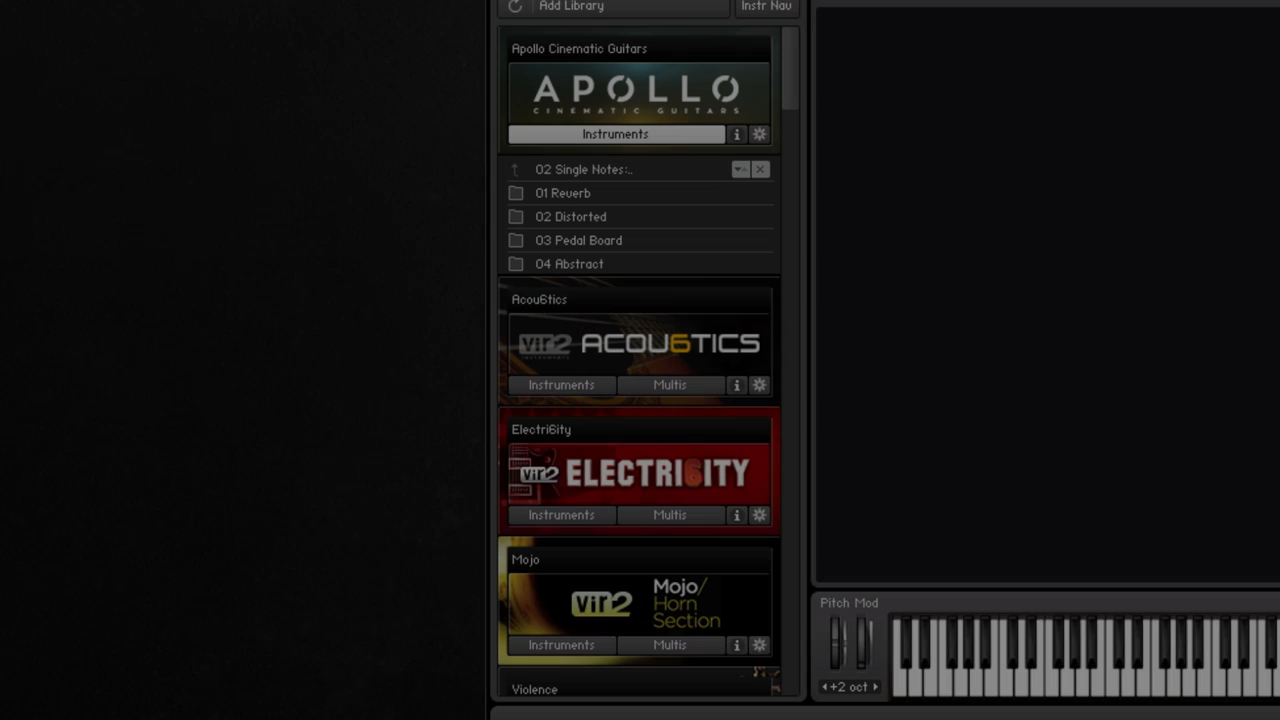 Add Library
Instr Nav
Apollo Cinematic Guitars
APOLLO
CINEMATIC GUITARS
Instruments
02 Single Notes:..
01 Reverb
02 Distorted
03 Pedal Board
04 Abstract
Acou6tics
Vir2 ACOU6TICS
INSTRUMENTS
Instruments Multis
Electri6ity
Vir2 ELECTRI6ITY
Instruments Multis
Mojo
Vir2 Mojo/
Horn
Section
Instruments Multis
Violence
Pitch Mod
+2 oct